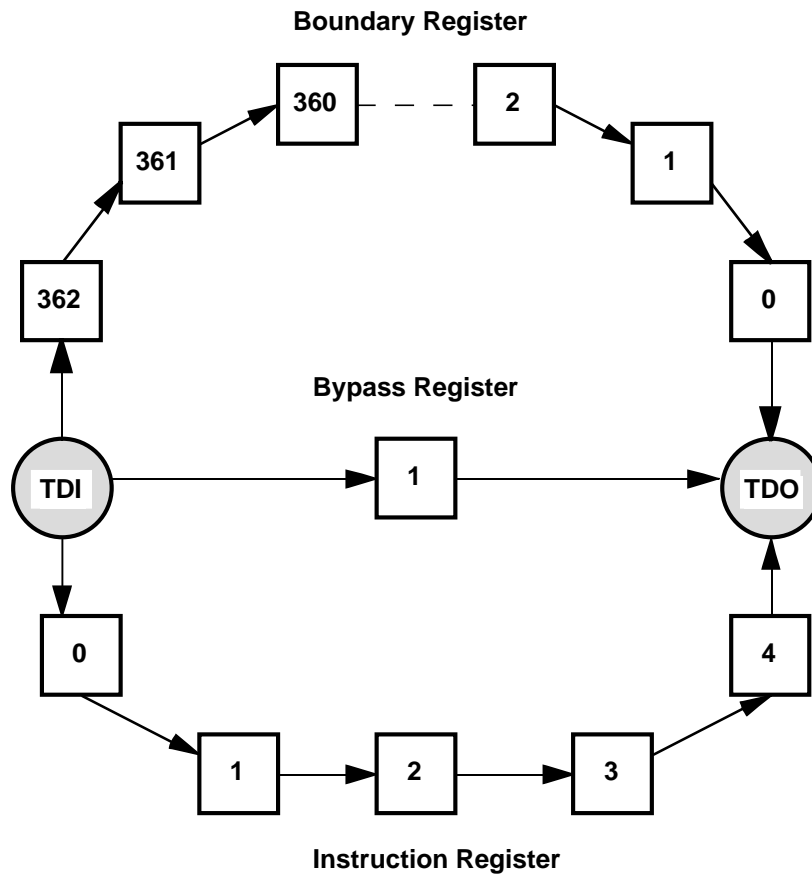 Boundary Register
360
2
361
1
362
0
Bypass Register
TDI
1
TDO
0
4
1
2
3
Instruction Register